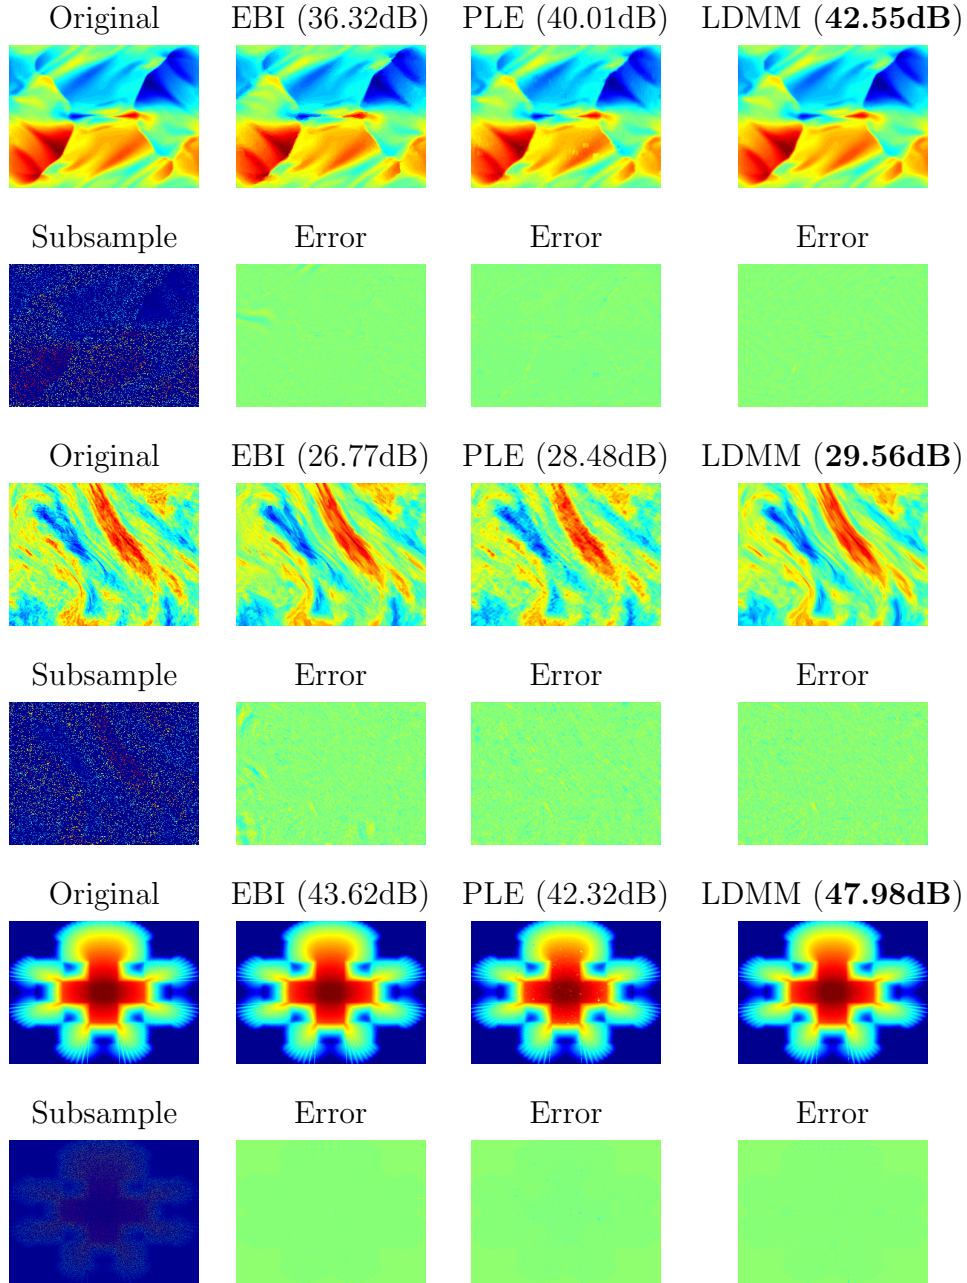 Original EBI (36.32dB) PLE (40.01dB) LDMM (42.55dB)
Subsample Error Error Error
Original EBI (26.77dB) PLE (28.48dB) LDMM (29.56dB)
Subsample Error Error Error
Original EBI (43.62dB) PLE (42.32dB) LDMM (47.98dB)
Subsample Error Error Error